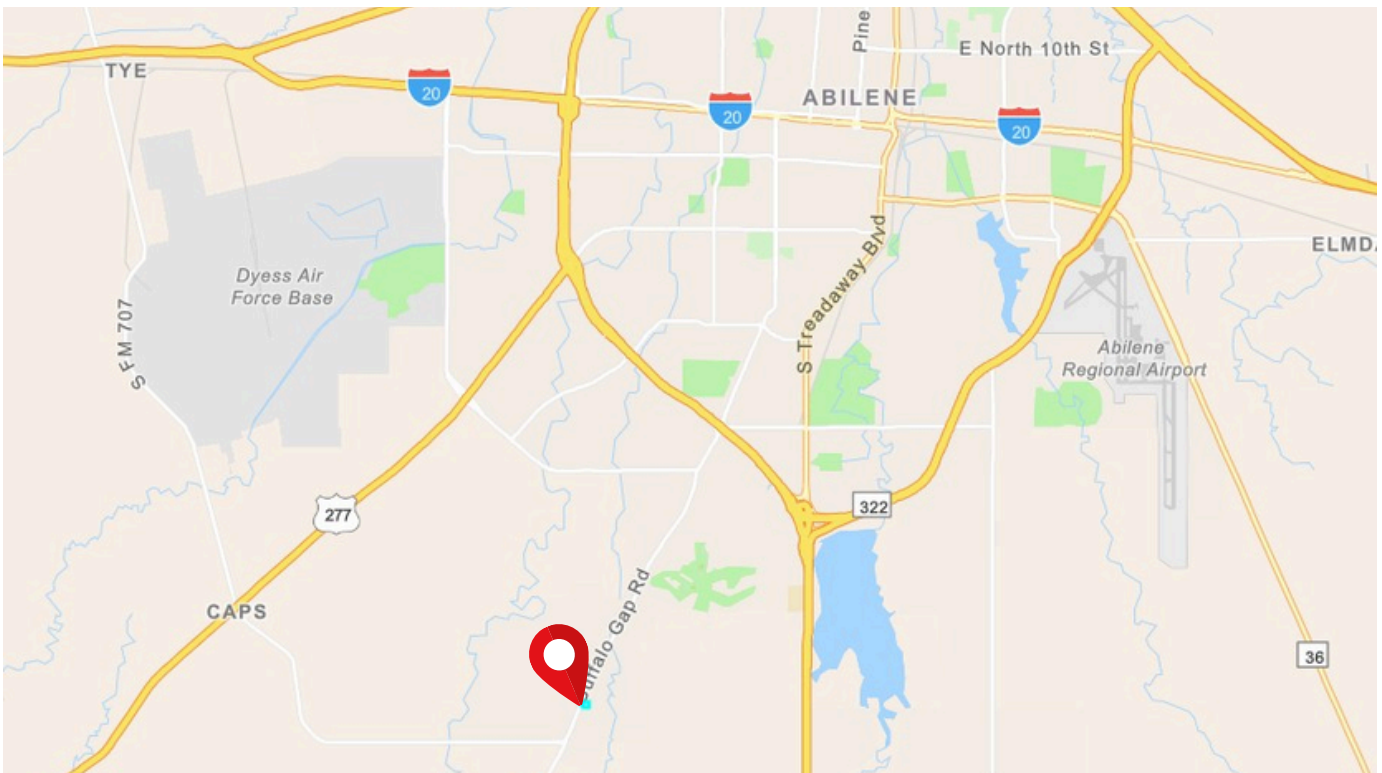 Pine
E North 10th St
TYE
20
20
ABILENE
20
ELMD
Dyess Air
Force Base
S FM 707
S Treadaway Blvd
Abilene
Regional Airport
277
322
CAPS
Buffalo Gap Rd
36